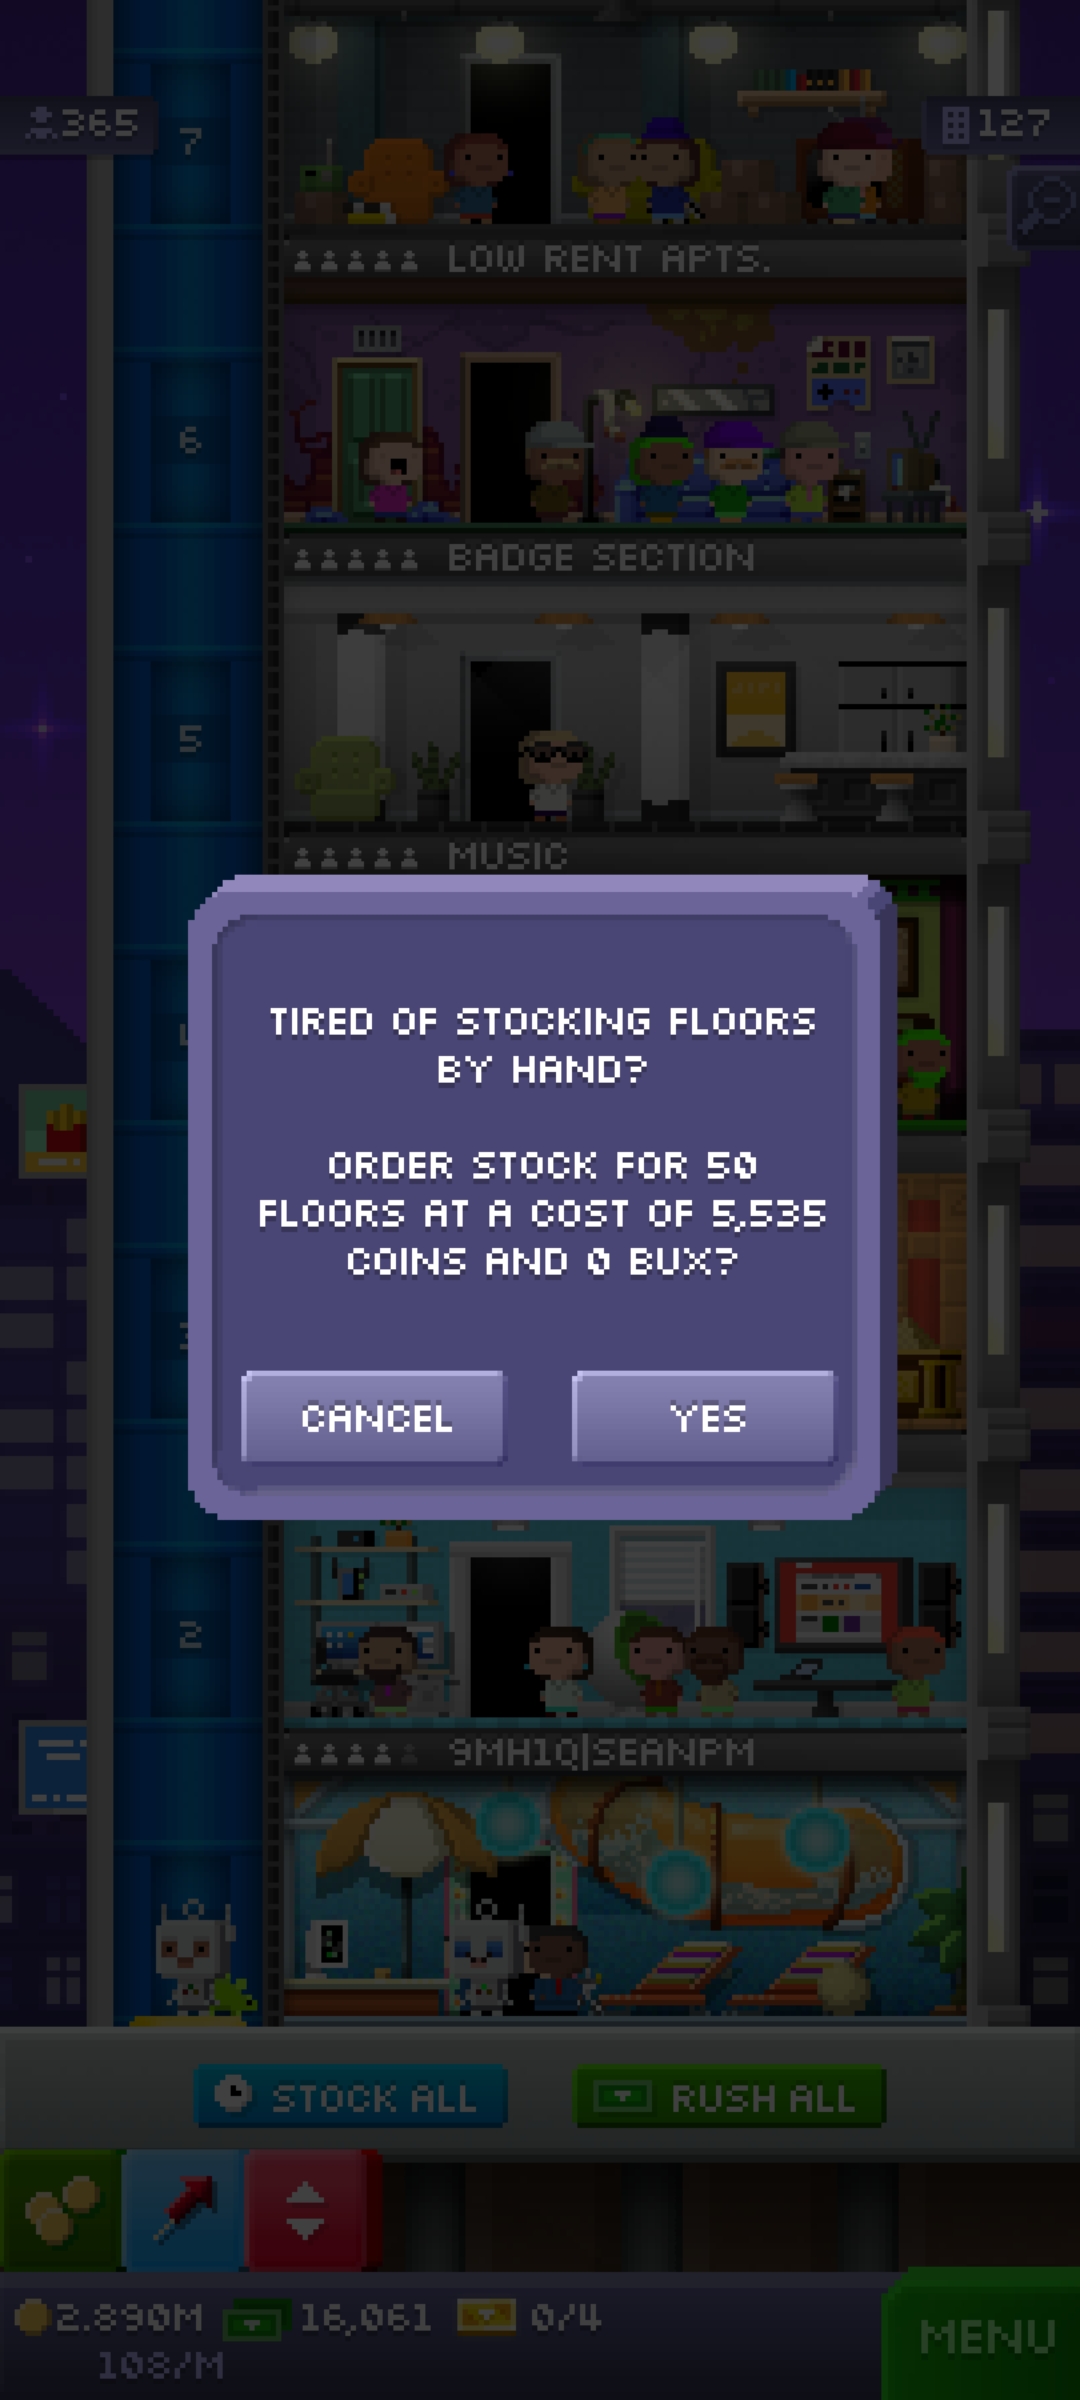 365
7
127
LOW RENT APTS.
6
BADGE SECTION
5
MUSIC
TIRED OF STOCKING FLOORS
BY HAND?
ORDER STOCK FOR 50
FLOORS AT A COST OF 5,535
COINS AND 0 BUX?
CANCEL
YES
2
9MH1Q|SEANPM
STOCK ALL
RUSH ALL
2.890M
16,061
0/4
108/M
MENU